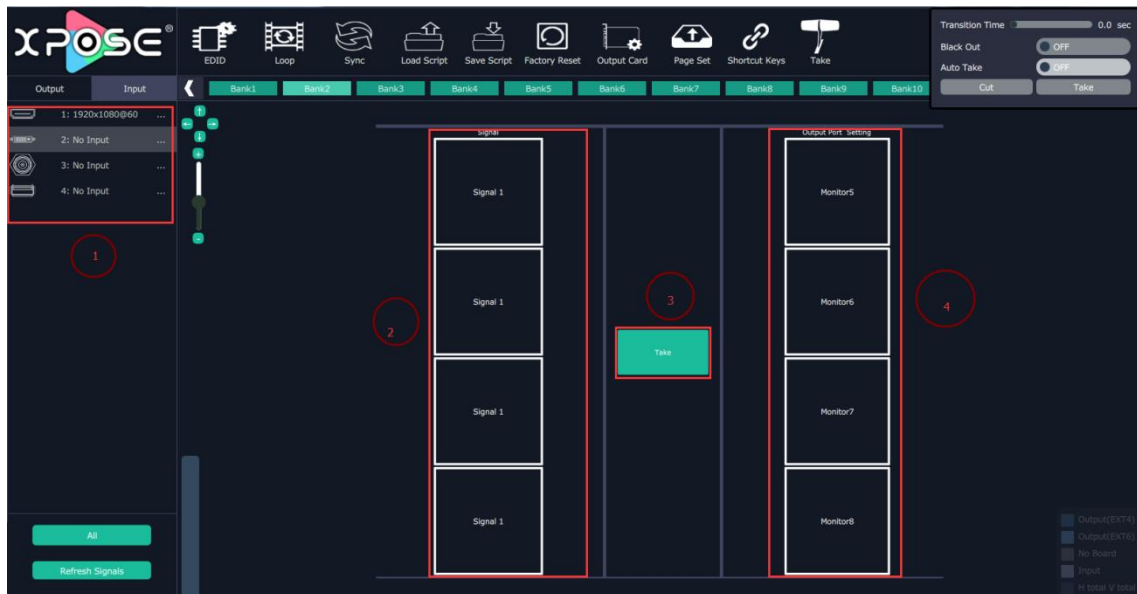 XPOSE®
EDID
Loop
Sync
Load Script
Save Script
Factory Reset
Output Card
Page Set
Shortcut Keys
Take
Transition Time 0.0 sec
Black Out OFF
Auto Take OFF
Cut Take
Output Input
Bank1 Bank2 Bank3 Bank4 Bank5 Bank6 Bank7 Bank8 Bank9 Bank10
1: 1920x1080@60 ...
2: No Input ...
3: No Input ...
4: No Input ...
1
Signal
Signal 1
Signal 1
Signal 1
Signal 1
2
3
Take
Output Port Setting
Monitor5
Monitor6
Monitor7
Monitor8
4
All
Refresh Signals
Output(EXT4)
Output(EXT6)
No Board
Input
H total V total